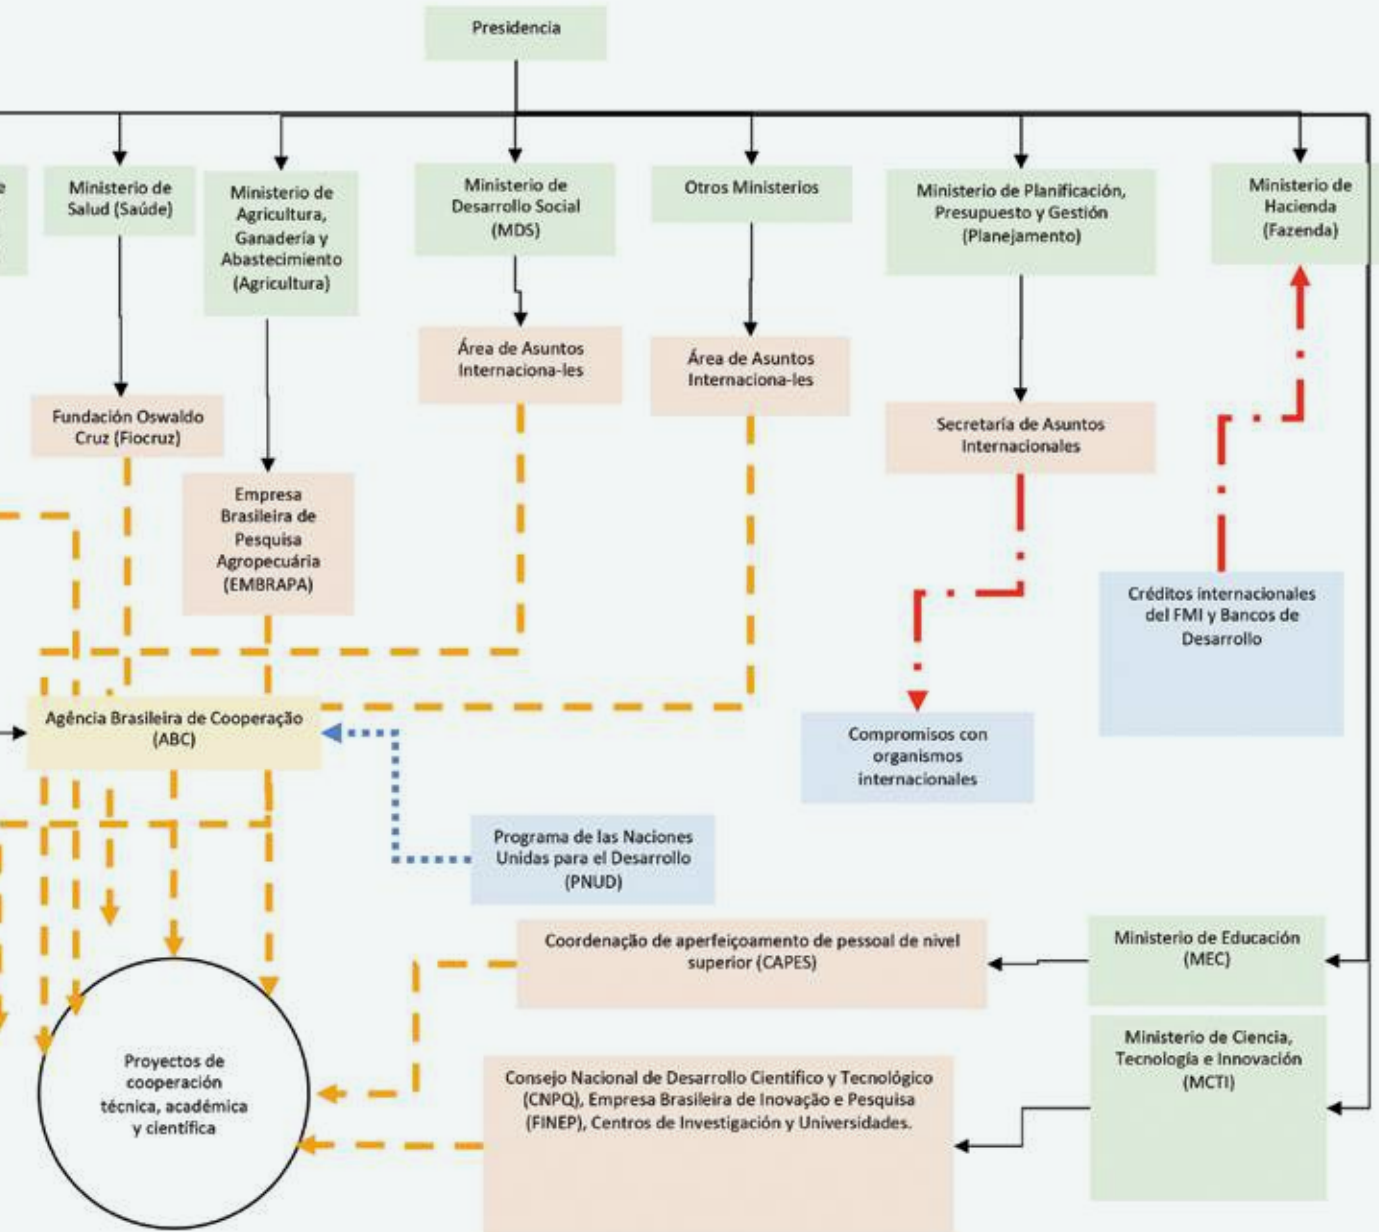 Presidencia
Ministerio de
Salud (Saúde)
Ministerio de
Agricultura,
Ganadería y
Abastecimiento
(Agricultura)
Ministerio de
Desarrollo Social
(MDS)
Otros Ministerios
Ministerio de Planificación,
Presupuesto y Gestión
(Planejamento)
Ministerio de
Hacienda
(Fazenda)
Fundación Oswaldo
Cruz (Fiocruz)
Empresa
Brasileira de
Pesquisa
Agropecuária
(EMBRAPA)
Área de Asuntos
Internaciona-les
Área de Asuntos
Internaciona-les
Secretaría de Asuntos
Internacionales
Créditos internacionales
del FMI y Bancos de
Desarrollo
Agência Brasileira de Cooperação
(ABC)
Compromisos con
organismos
internacionales
Programa de las Naciones
Unidas para el Desarrollo
(PNUD)
Coordenação de aperfeiçoamento de pessoal de nivel
superior (CAPES)
Ministerio de Educación
(MEC)
Proyectos de
cooperación
técnica, académica
y científica
Consejo Nacional de Desarrollo Científico y Tecnológico
(CNPQ), Empresa Brasileira de Inovação e Pesquisa
(FINEP), Centros de Investigación y Universidades.
Ministerio de Ciencia,
Tecnología e Innovación
(MCTI)